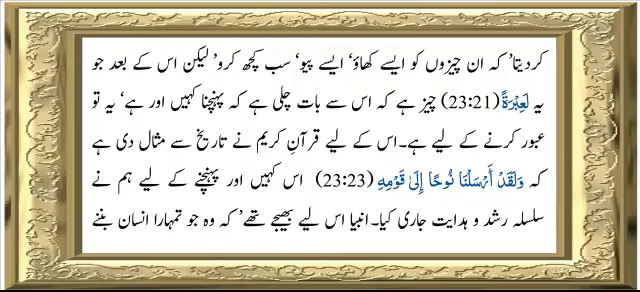 کردیتا’ کہ ان چیزوں کو ایسے کھاؤ‘ ایسے پیو‘ سب کچھ کرو’ لیکن اس کے بعد جو
یہ لَعِبْرَةً (23:21) چیز ہے کہ اس سے بات چلی ہے کہ پہنچنا کہیں اور ہے‘ یہ تو
عبور کرنے کے لیے ہے۔اس کے لیے قرآنِ کریم نے تاریخ سے مثال دی ہے
کہ وَلَقَدْ أَرْسَلْنَا نُوحًا إِلَىٰ قَوْمِهِ (23:23) اس کہیں اور پہنچنے کے لیے ہم نے
سلسلہ رشد و ہدایت جاری کیا۔ انبیا اس لیے بھیجے تھے’ کہ وہ جو تمہارا انسان بننے